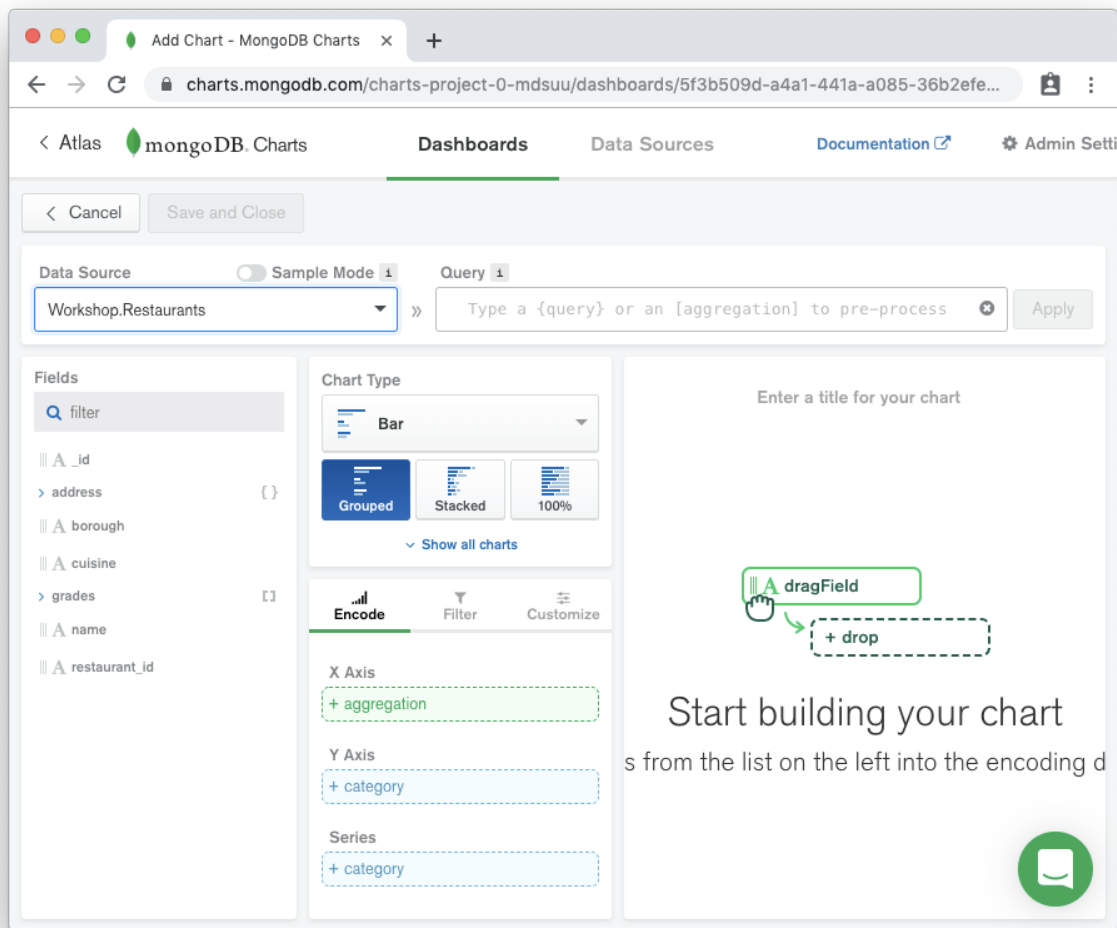 Add Chart - MongoDB Charts
charts.mongodb.com/charts-project-0-mdsuu/dashboards/5f3b509d-a4a1-441a-a085-36b2efe...
Atlas mongoDB. Charts Dashboards Data Sources Documentation Admin Setti
Cancel Save and Close
Data Source Sample Mode i Query i
Workshop.Restaurants » Type a {query} or an [aggregation] to pre-process Apply
Fields
filter
A _id
address { }
A borough
A cuisine
grades [ ]
A name
A restaurant_id
Chart Type
Bar
Grouped Stacked 100%
Show all charts
Encode Filter Customize
X Axis
+ aggregation
Y Axis
+ category
Series
+ category
Enter a title for your chart
A dragField
+ drop
Start building your chart
s from the list on the left into the encoding d